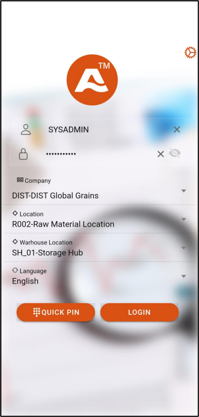 TM
SYSADMIN
•••••••••••
Company
DIST-DIST Global Grains
Location
R002-Raw Material Location
Warhouse Location
SH_01-Storage Hub
Language
English
QUICK PIN
LOGIN